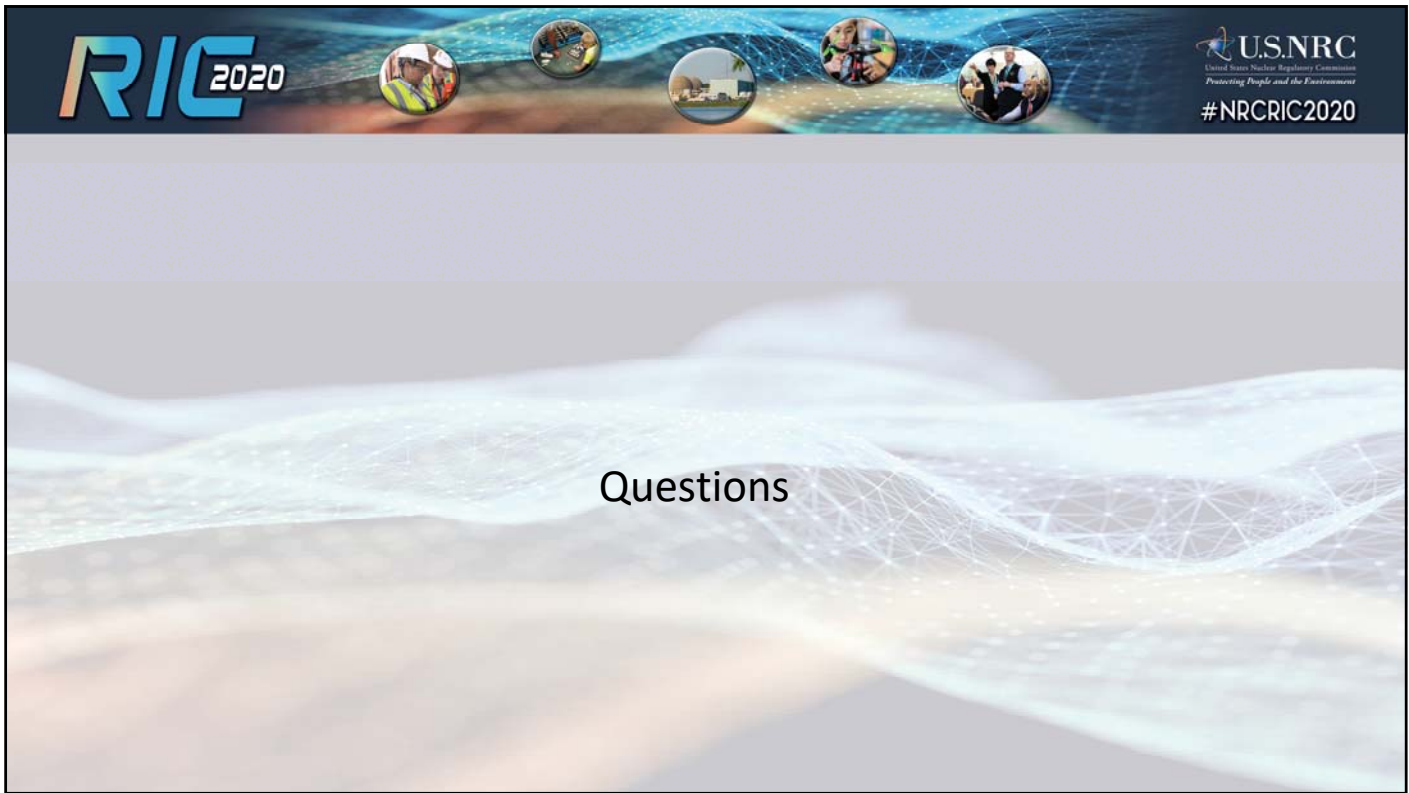 RIC 2020
U.S.NRC
United States Nuclear Regulatory Commission
Protecting People and the Environment
#NRCRIC2020
Questions